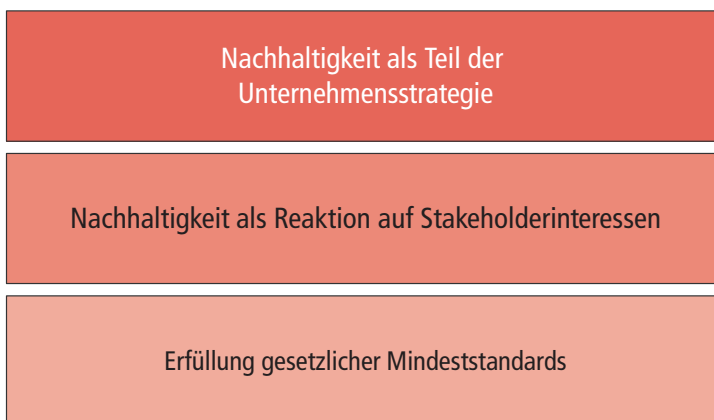 Nachhaltigkeit als Teil der
Unternehmensstrategie
Nachhaltigkeit als Reaktion auf Stakeholderinteressen
Erfüllung gesetzlicher Mindeststandards